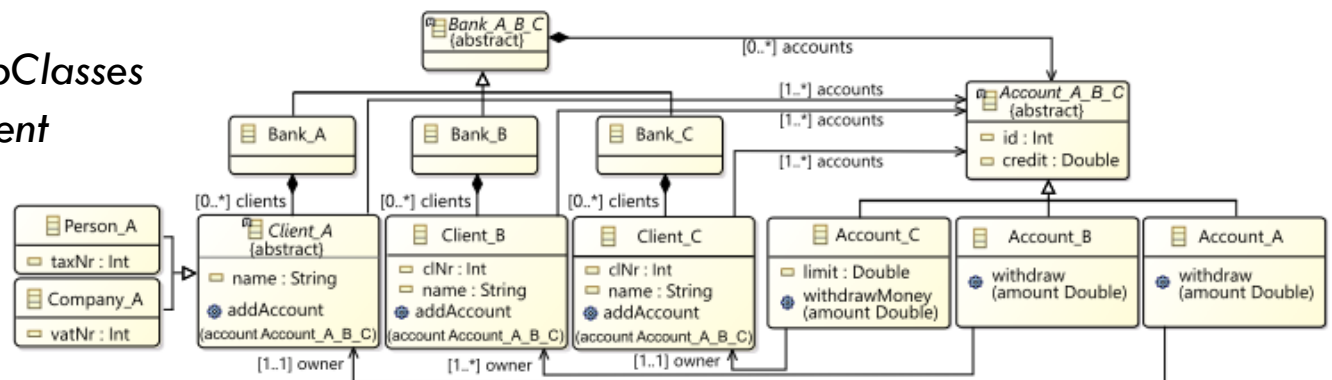 Bank_A_B_C
{abstract}
[0..*] accounts
oClasses
ent
[1..*] accounts
[1..*] accounts
[1..*] accounts
Account_A_B_C
{abstract}
id : Int
credit : Double
Bank_A
Bank_B
Bank_C
[0..*] clients
[0..*] clients
[0..*] clients
Person_A
taxNr : Int
Company_A
vatNr : Int
Client_A
{abstract}
name : String
addAccount
(account Account_A_B_C)
Client_B
clNr : Int
name : String
addAccount
(account Account_A_B_C)
Client_C
clNr : Int
name : String
addAccount
(account Account_A_B_C)
Account_C
limit : Double
withdrawMoney
(amount Double)
Account_B
withdraw
(amount Double)
Account_A
withdraw
(amount Double)
[1..1] owner
[1..*] owner
[1..1] owner